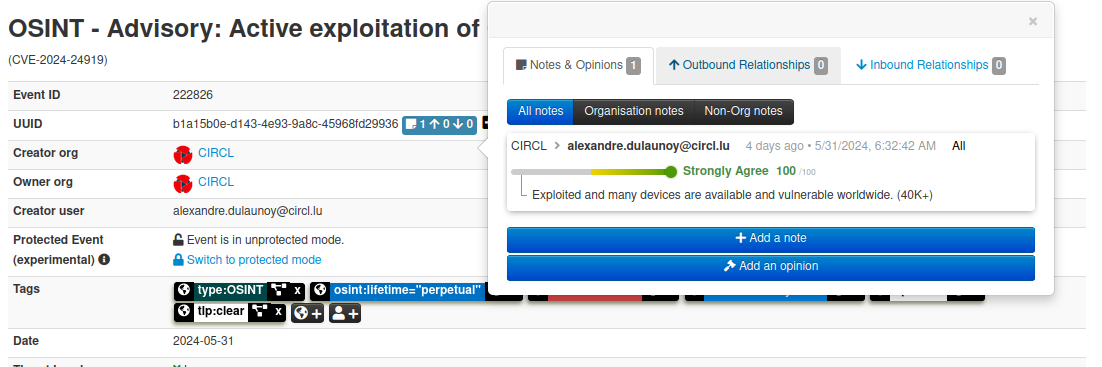 OSINT - Advisory: Active exploitation of
(CVE-2024-24919)
Event ID 222826
UUID b1a15b0e-d143-4e93-9a8c-45968fd29936 1 0 0
Creator org CIRCL
Owner org CIRCL
Creator user alexandre.dulaunoy@circl.lu
Protected Event (experimental) Event is in unprotected mode.
Switch to protected mode
Tags type:OSINT x osint:lifetime="perpetual"
tlp:clear x + +
Date 2024-05-31
×
Notes & Opinions 1 Outbound Relationships 0 Inbound Relationships 0
All notes Organisation notes Non-Org notes
CIRCL > alexandre.dulaunoy@circl.lu 4 days ago • 5/31/2024, 6:32:42 AM All
Strongly Agree 100 /100
Exploited and many devices are available and vulnerable worldwide. (40K+)
+ Add a note
Add an opinion